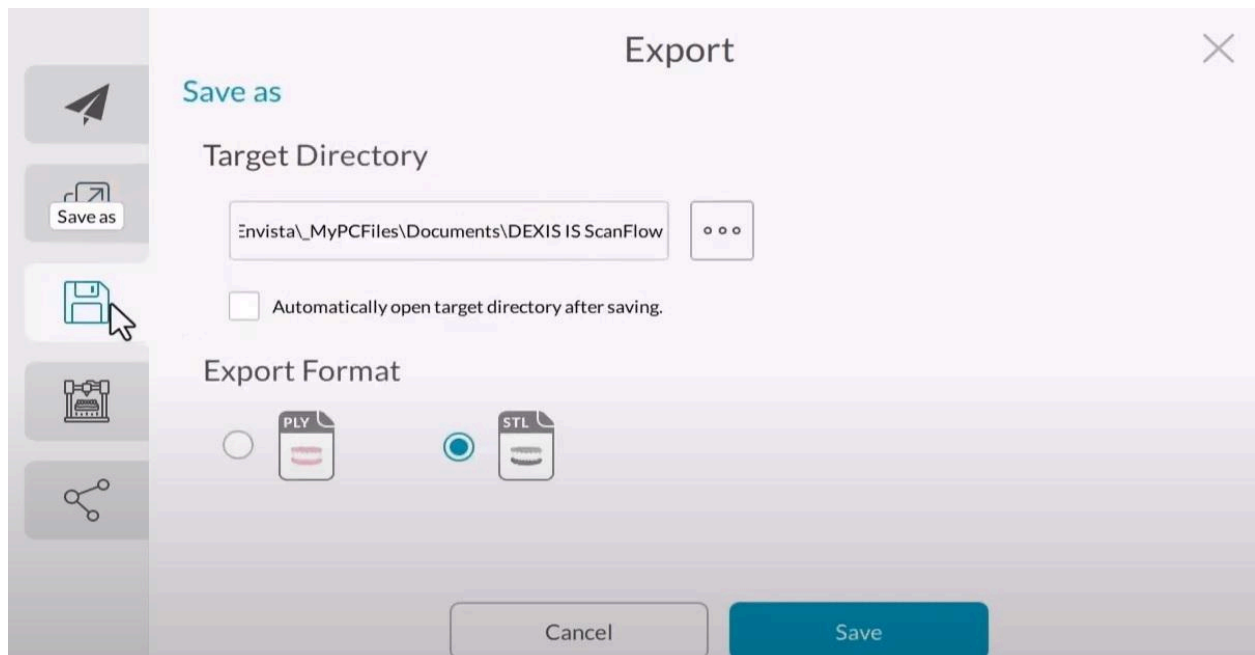 Export
Save as
Target Directory
Save as
Envista\_MyPCFiles\Documents\DEXIS IS ScanFlow
Automatically open target directory after saving.
Export Format
PLY
STL
Cancel
Save